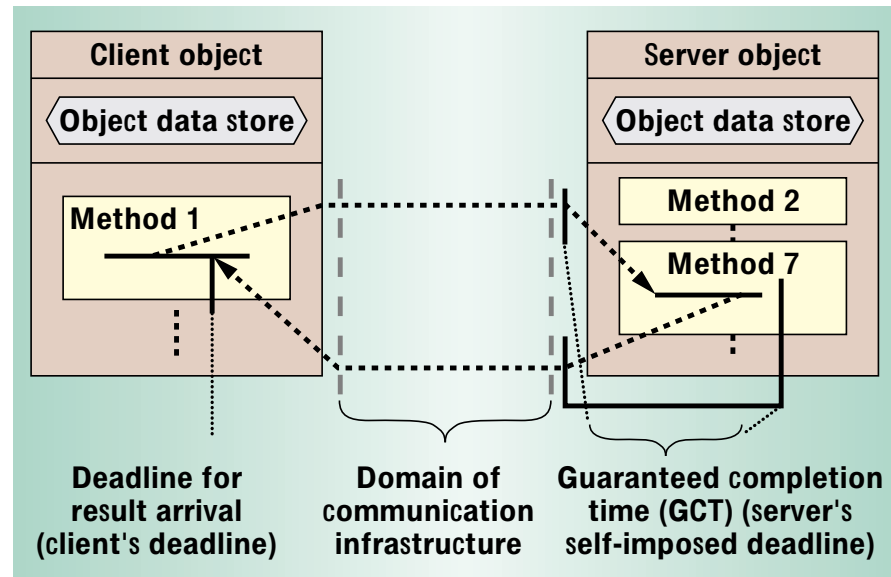 Client object
Object data store
Method 1
Server object
Object data store
Method 2
Method 7
Deadline for
result arrival
(client's deadline)
Domain of
communication
infrastructure
Guaranteed completion
time (GCT) (server's
self-imposed deadline)